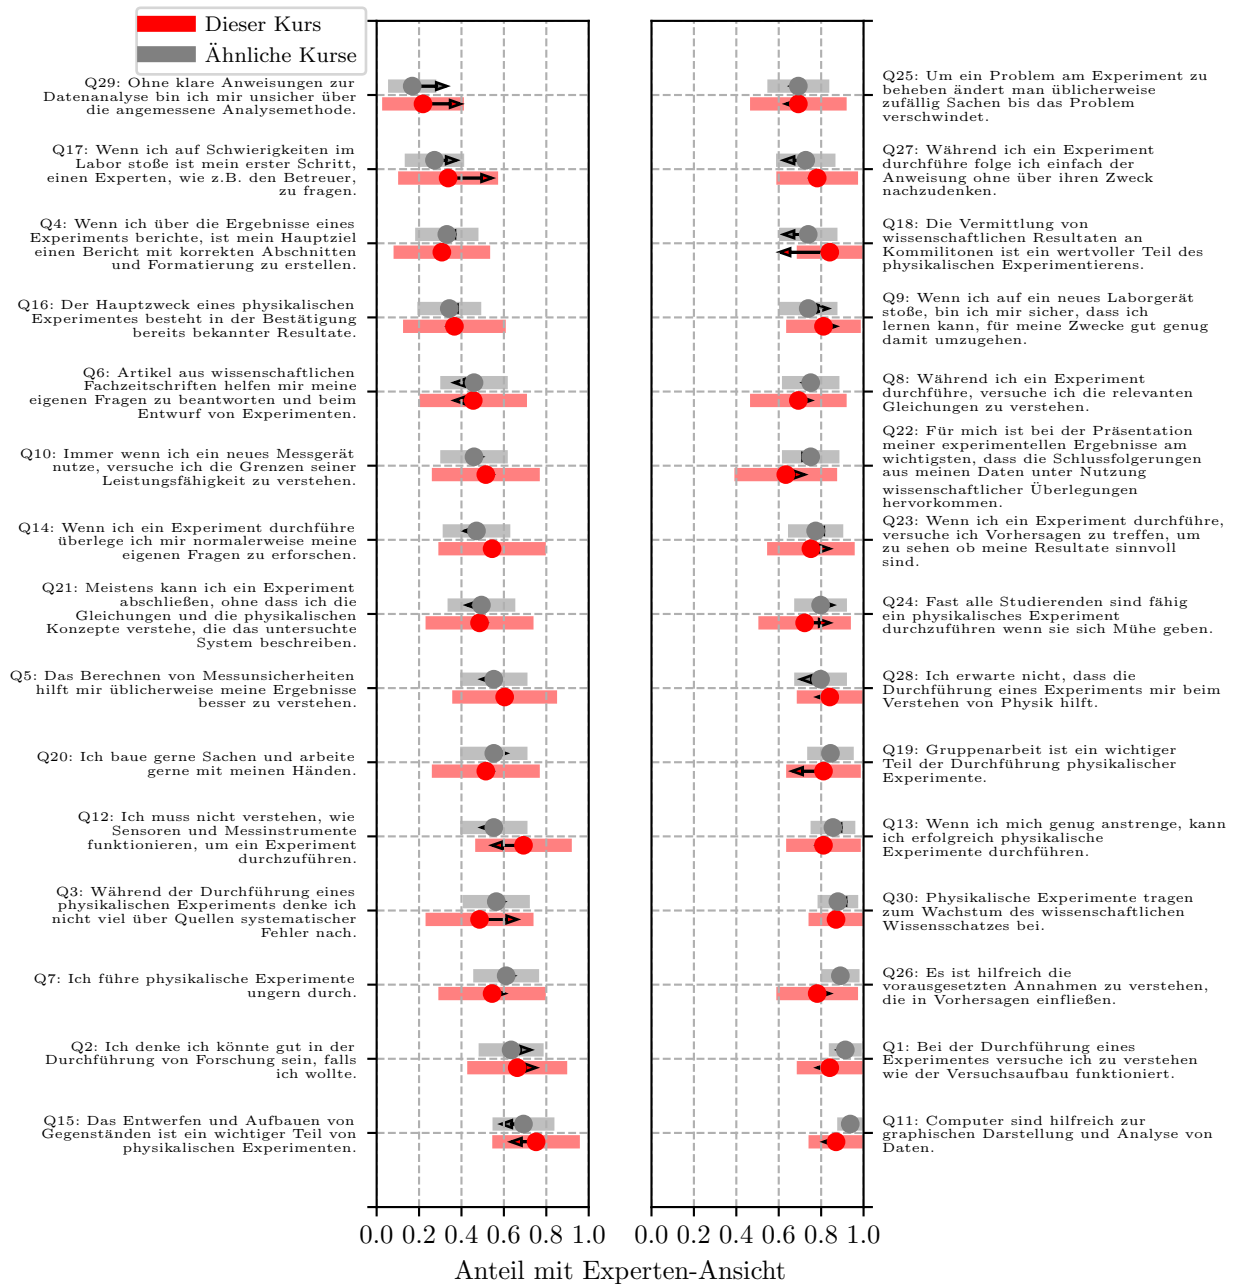 Dieser Kurs
Ähnliche Kurse
Q29: Ohne klare Anweisungen zur
Datenanalyse bin ich mir unsicher über
die angemessene Analysemethode.
Q17: Wenn ich auf Schwierigkeiten im
Labor stoße ist mein erster Schritt,
einen Experten, wie z.B. den Betreuer,
zu fragen.
Q4: Wenn ich über die Ergebnisse eines
Experiments berichte, ist mein Hauptziel
einen Bericht mit korrekten Abschnitten
und Formatierung zu erstellen.
Q16: Der Hauptzweck eines physikalischen
Experimentes besteht in der Bestätigung
bereits bekannter Resultate.
Q6: Artikel aus wissenschaftlichen
Fachzeitschriften helfen mir meine
eigenen Fragen zu beantworten und beim
Entwurf von Experimenten.
Q10: Immer wenn ich ein neues Messgerät
nutze, versuche ich die Grenzen seiner
Leistungsfähigkeit zu verstehen.
Q14: Wenn ich ein Experiment durchführe
überlege ich mir normalerweise meine
eigenen Fragen zu erforschen.
Q21: Meistens kann ich ein Experiment
abschließen, ohne dass ich die
Gleichungen und die physikalischen
Konzepte verstehe, die das untersuchte
System beschreiben.
Q5: Das Berechnen von Messunsicherheiten
hilft mir üblicherweise meine Ergebnisse
besser zu verstehen.
Q20: Ich baue gerne Sachen und arbeite
gerne mit meinen Händen.
Q12: Ich muss nicht verstehen, wie
Sensoren und Messinstrumente
funktionieren, um ein Experiment
durchzuführen.
Q3: Während der Durchführung eines
physikalischen Experiments denke ich
nicht viel über Quellen systematischer
Fehler nach.
Q7: Ich führe physikalische Experimente
ungern durch.
Q2: Ich denke ich könnte gut in der
Durchführung von Forschung sein, falls
ich wollte.
Q15: Das Entwerfen und Aufbauen von
Gegenständen ist ein wichtiger Teil von
physikalischen Experimenten.
0.0 0.2 0.4 0.6 0.8 1.0
Q25: Um ein Problem am Experiment zu
beheben ändert man üblicherweise
zufällig Sachen bis das Problem
verschwindet.
Q27: Während ich ein Experiment
durchführe folge ich einfach der
Anweisung ohne über ihren Zweck
nachzudenken.
Q18: Die Vermittlung von
wissenschaftlichen Resultaten an
Kommilitonen ist ein wertvoller Teil des
physikalischen Experimentierens.
Q9: Wenn ich auf ein neues Laborgerät
stoße, bin ich mir sicher, dass ich
lernen kann, für meine Zwecke gut genug
damit umzugehen.
Q8: Während ich ein Experiment
durchführe, versuche ich die relevanten
Gleichungen zu verstehen.
Q22: Für mich ist bei der Präsentation
meiner experimentellen Ergebnisse am
wichtigsten, dass die Schlussfolgerungen
aus meinen Daten unter Nutzung
wissenschaftlicher Überlegungen
hervorkommen.
Q23: Wenn ich ein Experiment durchführe,
versuche ich Vorhersagen zu treffen, um
zu sehen ob meine Resultate sinnvoll
sind.
Q24: Fast alle Studierenden sind fähig
ein physikalisches Experiment
durchzuführen wenn sie sich Mühe geben.
Q28: Ich erwarte nicht, dass die
Durchführung eines Experiments mir beim
Verstehen von Physik hilft.
Q19: Gruppenarbeit ist ein wichtiger
Teil der Durchführung physikalischer
Experimente.
Q13: Wenn ich mich genug anstrenge, kann
ich erfolgreich physikalische
Experimente durchführen.
Q30: Physikalische Experimente tragen
zum Wachstum des wissenschaftlichen
Wissensschatzes bei.
Q26: Es ist hilfreich die
vorausgesetzten Annahmen zu verstehen,
die in Vorhersagen einfließen.
Q1: Bei der Durchführung eines
Experimentes versuche ich zu verstehen
wie der Versuchsaufbau funktioniert.
Q11: Computer sind hilfreich zur
graphischen Darstellung und Analyse von
Daten.
0.0 0.2 0.4 0.6 0.8 1.0
Anteil mit Experten-Ansicht